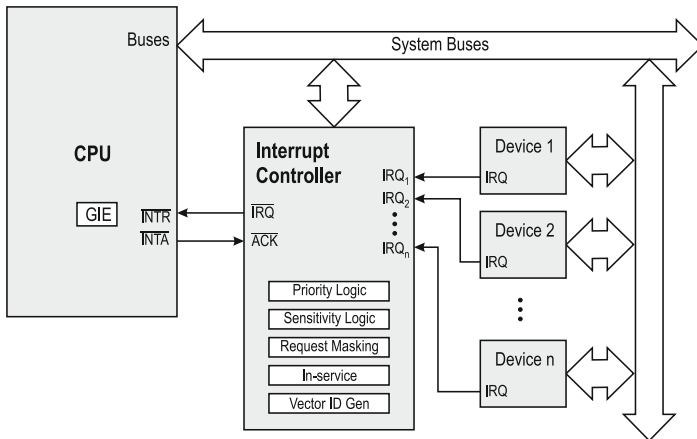 Buses
System Buses
CPU
GIE
INTR
INTA
Interrupt
Controller
IRQ
ACK
IRQ1
IRQ2
IRQn
Priority Logic
Sensitivity Logic
Request Masking
In-service
Vector ID Gen
Device 1
IRQ
Device 2
IRQ
Device n
IRQ